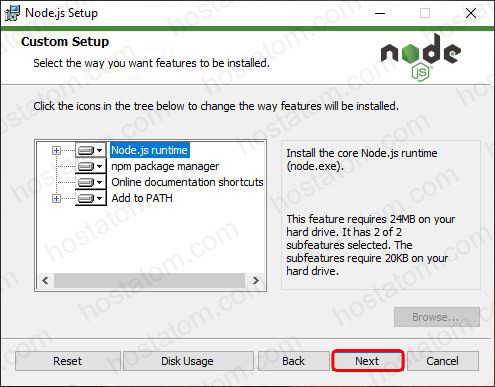 Node.js Setup
Custom Setup
Select the way you want features to be installed.
node
JS
Click the icons in the tree below to change the way features will be installed.
Node.js runtime
npm package manager
Online documentation shortcuts
Add to PATH
Install the core Node.js runtime
(node.exe).
This feature requires 24MB on your
hard drive. It has 2 of 2
subfeatures selected. The
subfeatures require 20KB on your
hard drive.
Browse...
Reset
Disk Usage
Back
Next
Cancel
hostatom.com